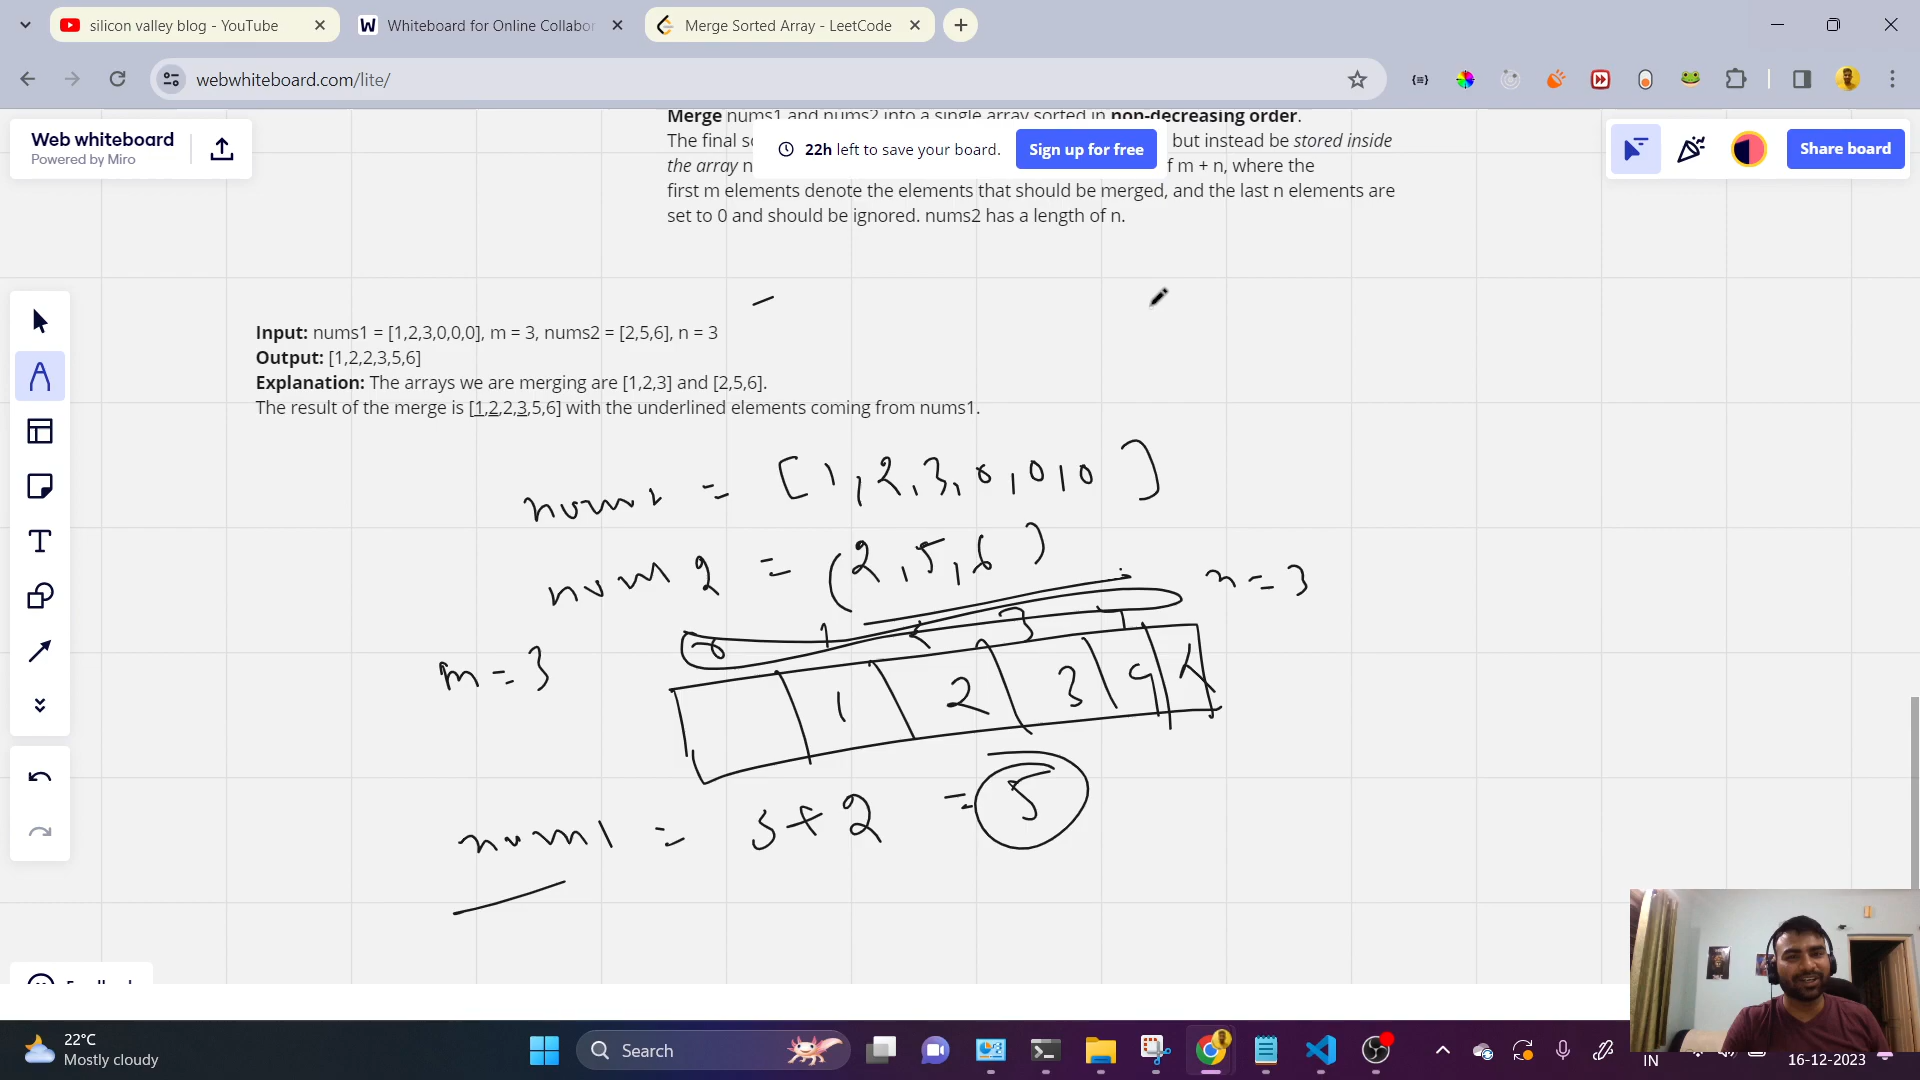 silicon valley blog - YouTube
Whiteboard for Online Collabor
Merge Sorted Array - LeetCode
webwhiteboard.com/lite/
Web whiteboard
Powered by Miro
22h left to save your board.
Sign up for free
Share board
Merge nums1 and nums2 into a single array sorted in non-decreasing order.
The final so but instead be stored inside
the array n f m + n, where the
first m elements denote the elements that should be merged, and the last n elements are
set to 0 and should be ignored. nums2 has a length of n.
Input: nums1 = [1,2,3,0,0,0], m = 3, nums2 = [2,5,6], n = 3
Output: [1,2,2,3,5,6]
Explanation: The arrays we are merging are [1,2,3] and [2,5,6].
The result of the merge is [1,2,2,3,5,6] with the underlined elements coming from nums1.
= [1,2,3,0,0,0]
num2 = (2,5,6)
n = 3
m = 3
0 1 2 3
1 2 3
num1 = 3+2 = 5
22°C
Mostly cloudy
Search
IN
16-12-2023